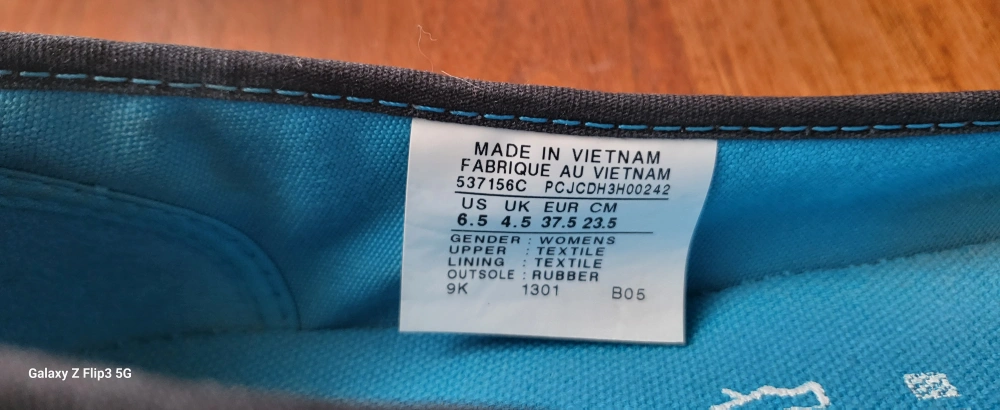 MADE IN VIETNAM
FABRIQUE AU VIETNAM
537156C PCJCDH3H00242
US UK EUR CM
6.5 4.5 37.5 23.5
GENDER : WOMENS
UPPER : TEXTILE
LINING : TEXTILE
OUTSOLE : RUBBER
9K 1301 B05
Galaxy Z Flip3 5G